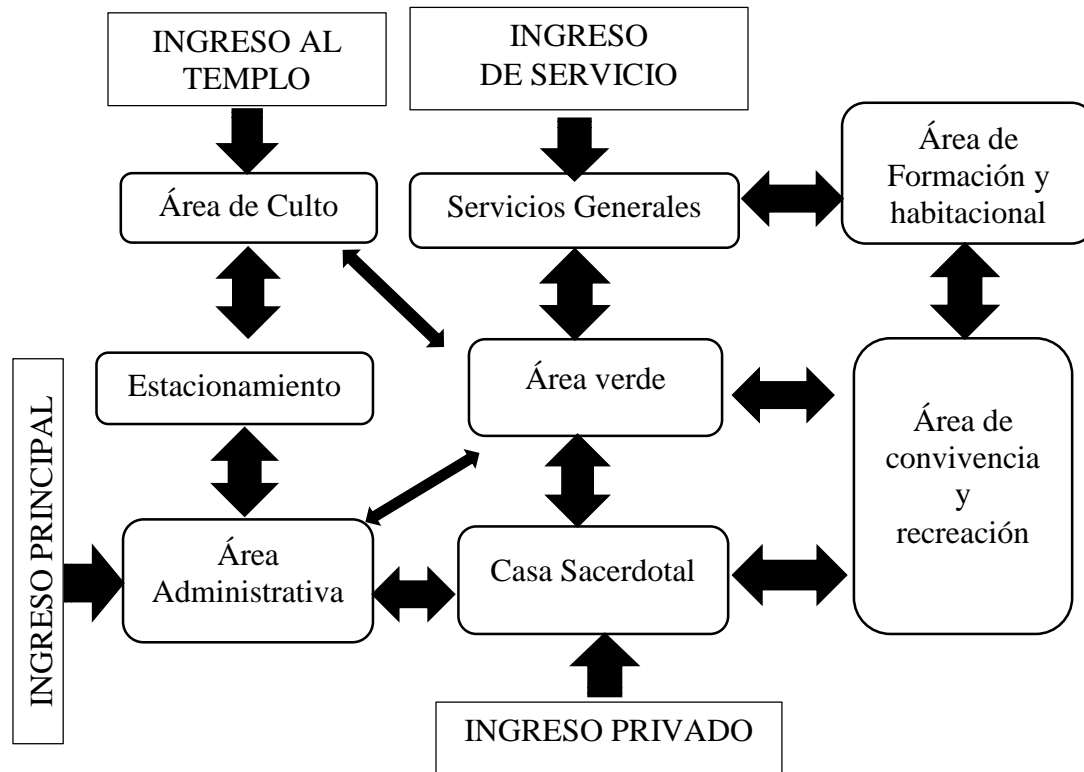 INGRESO AL
TEMPLO
INGRESO
DE SERVICIO
Área de
Formación y
habitacional
Área de Culto
Servicios Generales
Estacionamiento
Área verde
Área de
convivencia
y
recreación
INGRESO PRINCIPAL
Área
Administrativa
Casa Sacerdotal
INGRESO PRIVADO